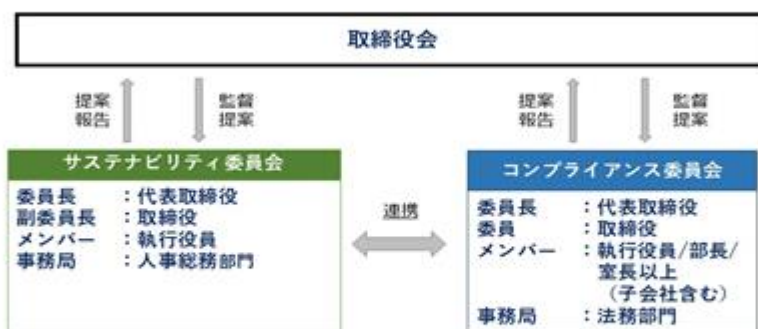 取締役会
提案
報告
監督
提案
提案
報告
監督
提案
サステナビリティ委員会
委員長 ：代表取締役
副委員長 ：取締役
メンバー ：執行役員
事務局 ：人事総務部門
連携
コンプライアンス委員会
委員長 ：代表取締役
委員 ：取締役
メンバー ：執行役員/部長/
室長以上
（子会社含む）
事務局 ：法務部門